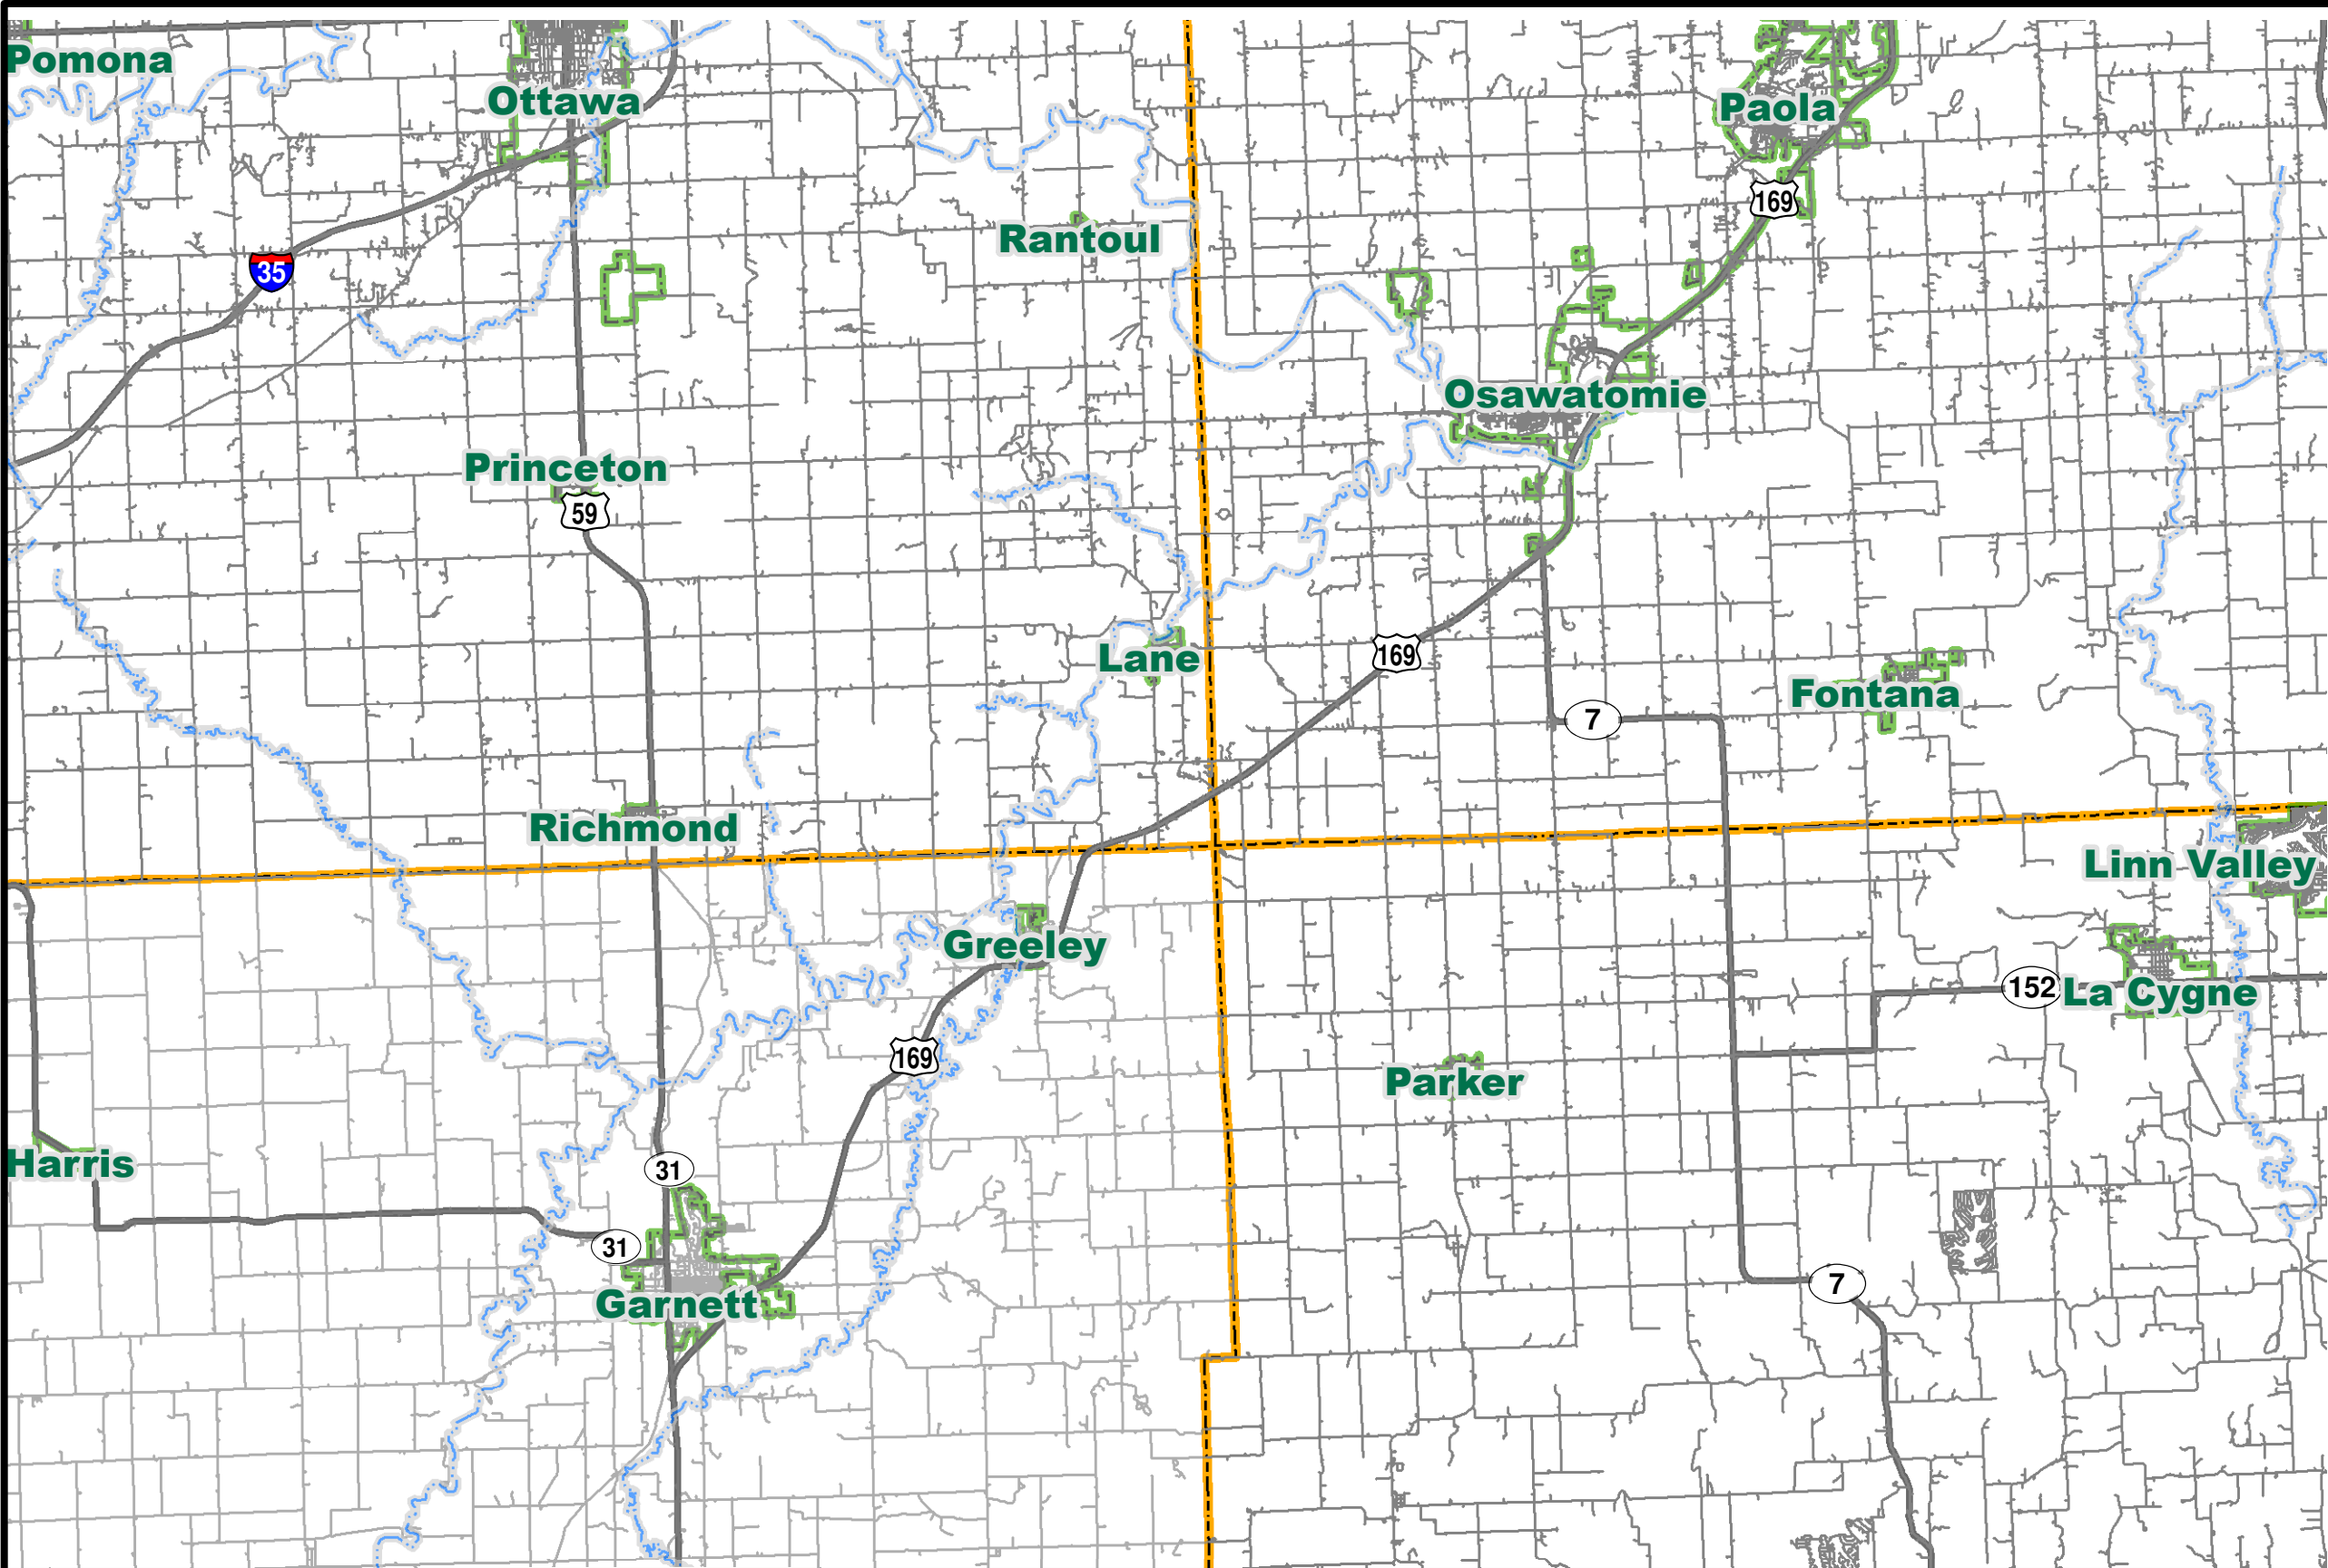 Pomona
Ottawa
Paola
169
Rantoul
35
Osawatomie
Princeton
59
Lane
169
Fontana
7
Richmond
Linn Valley
Greeley
152
La Cygne
169
Parker
Harris
31
31
7
Garnett